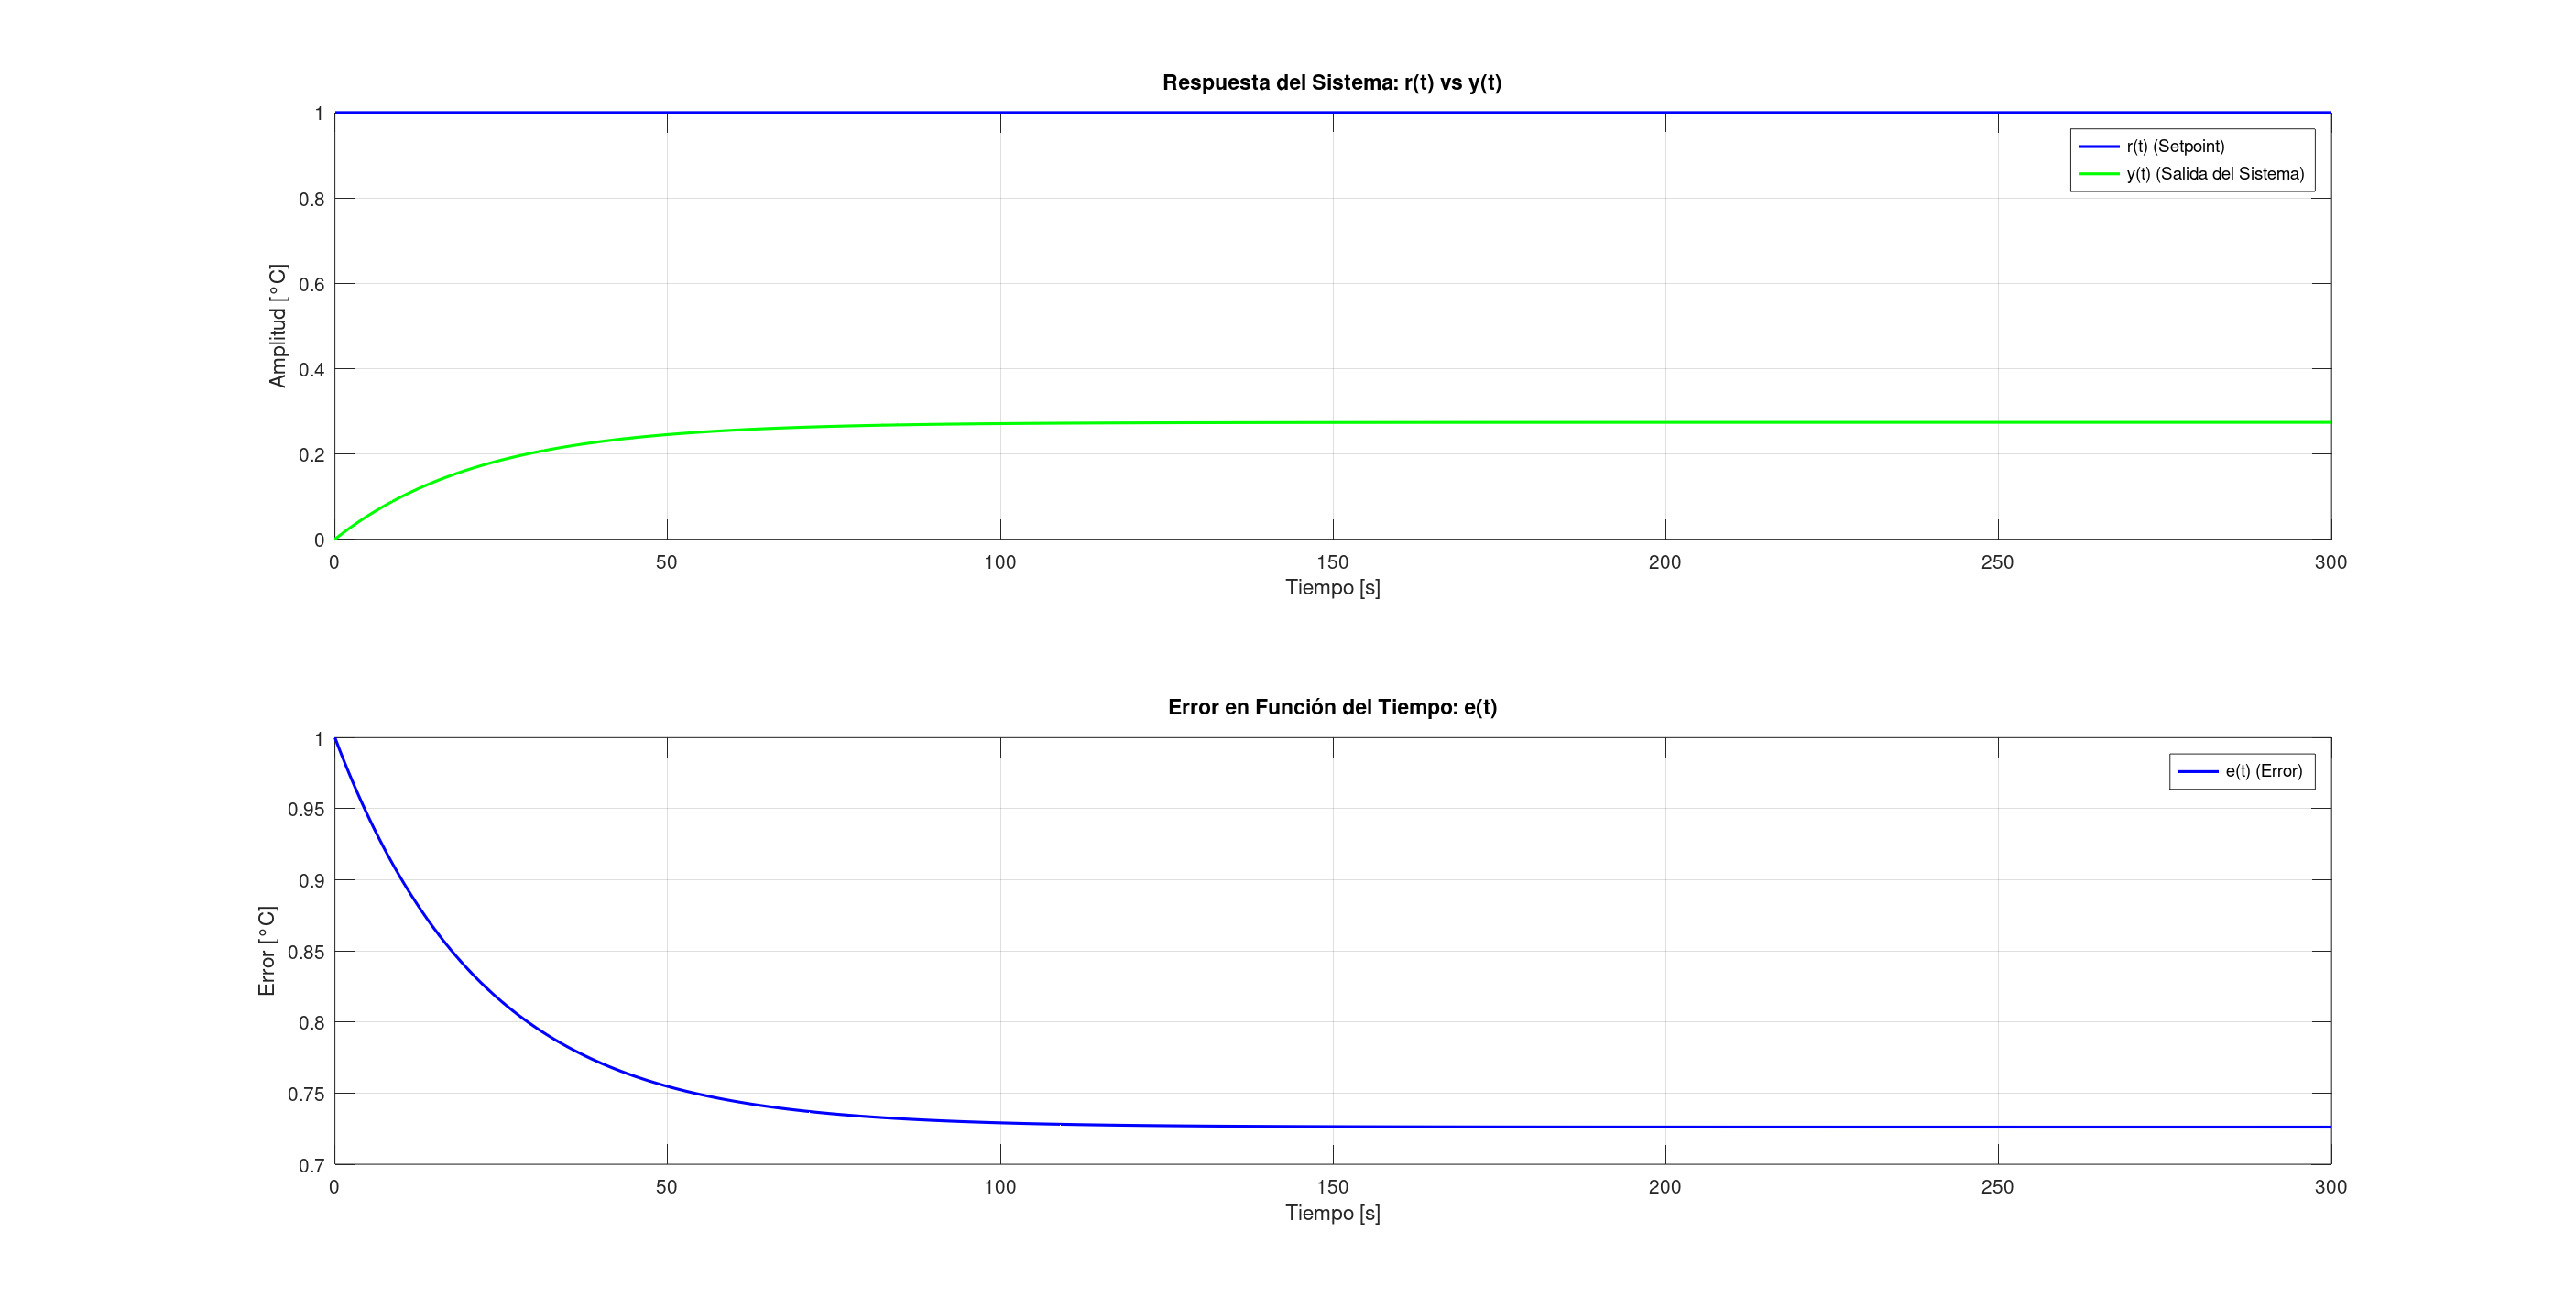 Respuesta del Sistema: r(t) vs y(t)
1
0.8
0.6
0.4
0.2
0
Amplitud [°C]
r(t) (Setpoint)
y(t) (Salida del Sistema)
0 50 100 150 200 250 300
Tiempo [s]
Error en Función del Tiempo: e(t)
1
0.95
0.9
0.85
0.8
0.75
0.7
Error [°C]
e(t) (Error)
0 50 100 150 200 250 300
Tiempo [s]